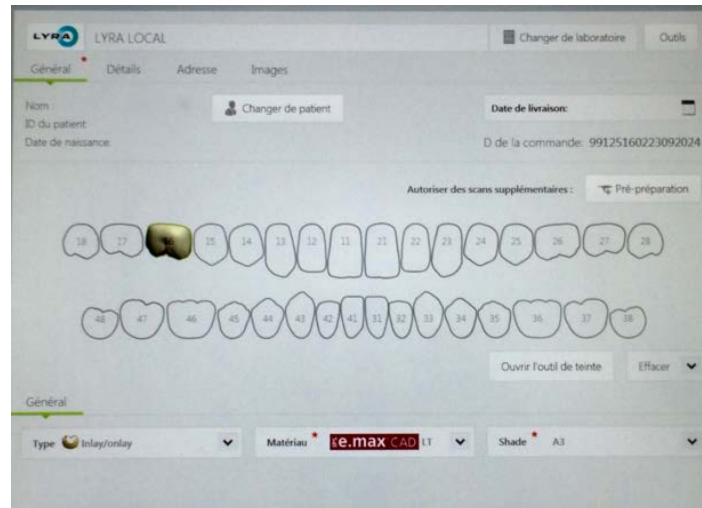 LYRA LYRA LOCAL Changer de laboratoire Outils
Général * Détails Adresse Images
Nom : Changer de patient Date de livraison:
ID du patient:
Date de naissance: D de la commande: 99125160223092024
Autoriser des scans supplémentaires : Pré-préparation
18 17 16 15 14 13 12 11 21 22 23 24 25 26 27 28
48 47 46 45 44 43 42 41 31 32 33 34 35 36 37 38
Ouvrir l'outil de teinte Effacer
Général
Type Inlay/onlay Matériau * e.max CAD LT Shade * A3